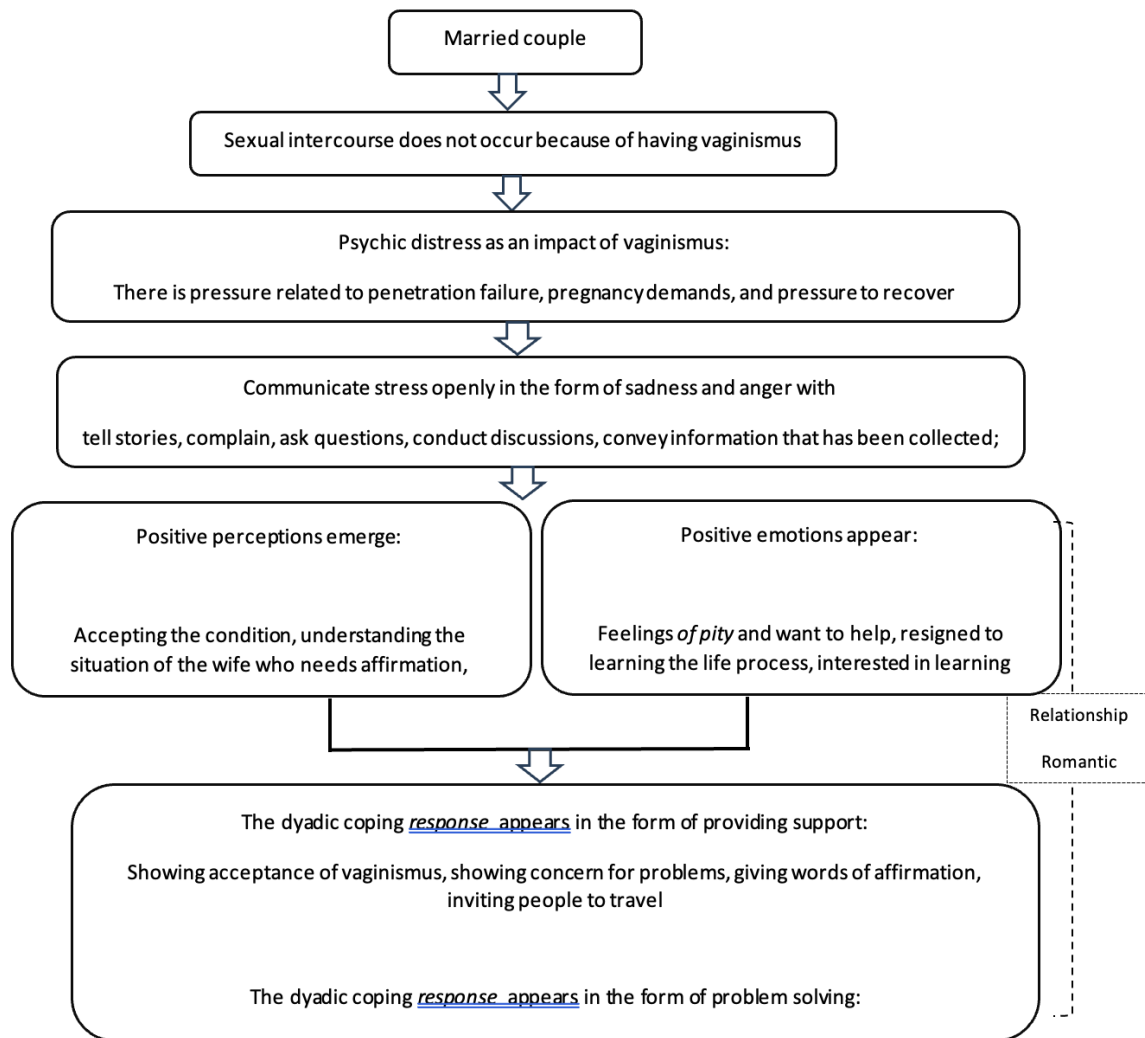 Married couple
Sexual intercourse does not occur because of having vaginismus
Psychic distress as an impact of vaginismus:
There is pressure related to penetration failure, pregnancy demands, and pressure to recover
Communicate stress openly in the form of sadness and anger with
tell stories, complain, ask questions, conduct discussions, convey information that has been collected;
Positive perceptions emerge:
Accepting the condition, understanding the
situation of the wife who needs affirmation,
Positive emotions appear:
Feelings of pity and want to help, resigned to
learning the life process, interested in learning
Relationship
Romantic
The dyadic coping response appears in the form of providing support:
Showing acceptance of vaginismus, showing concern for problems, giving words of affirmation,
inviting people to travel
The dyadic coping response appears in the form of problem solving: